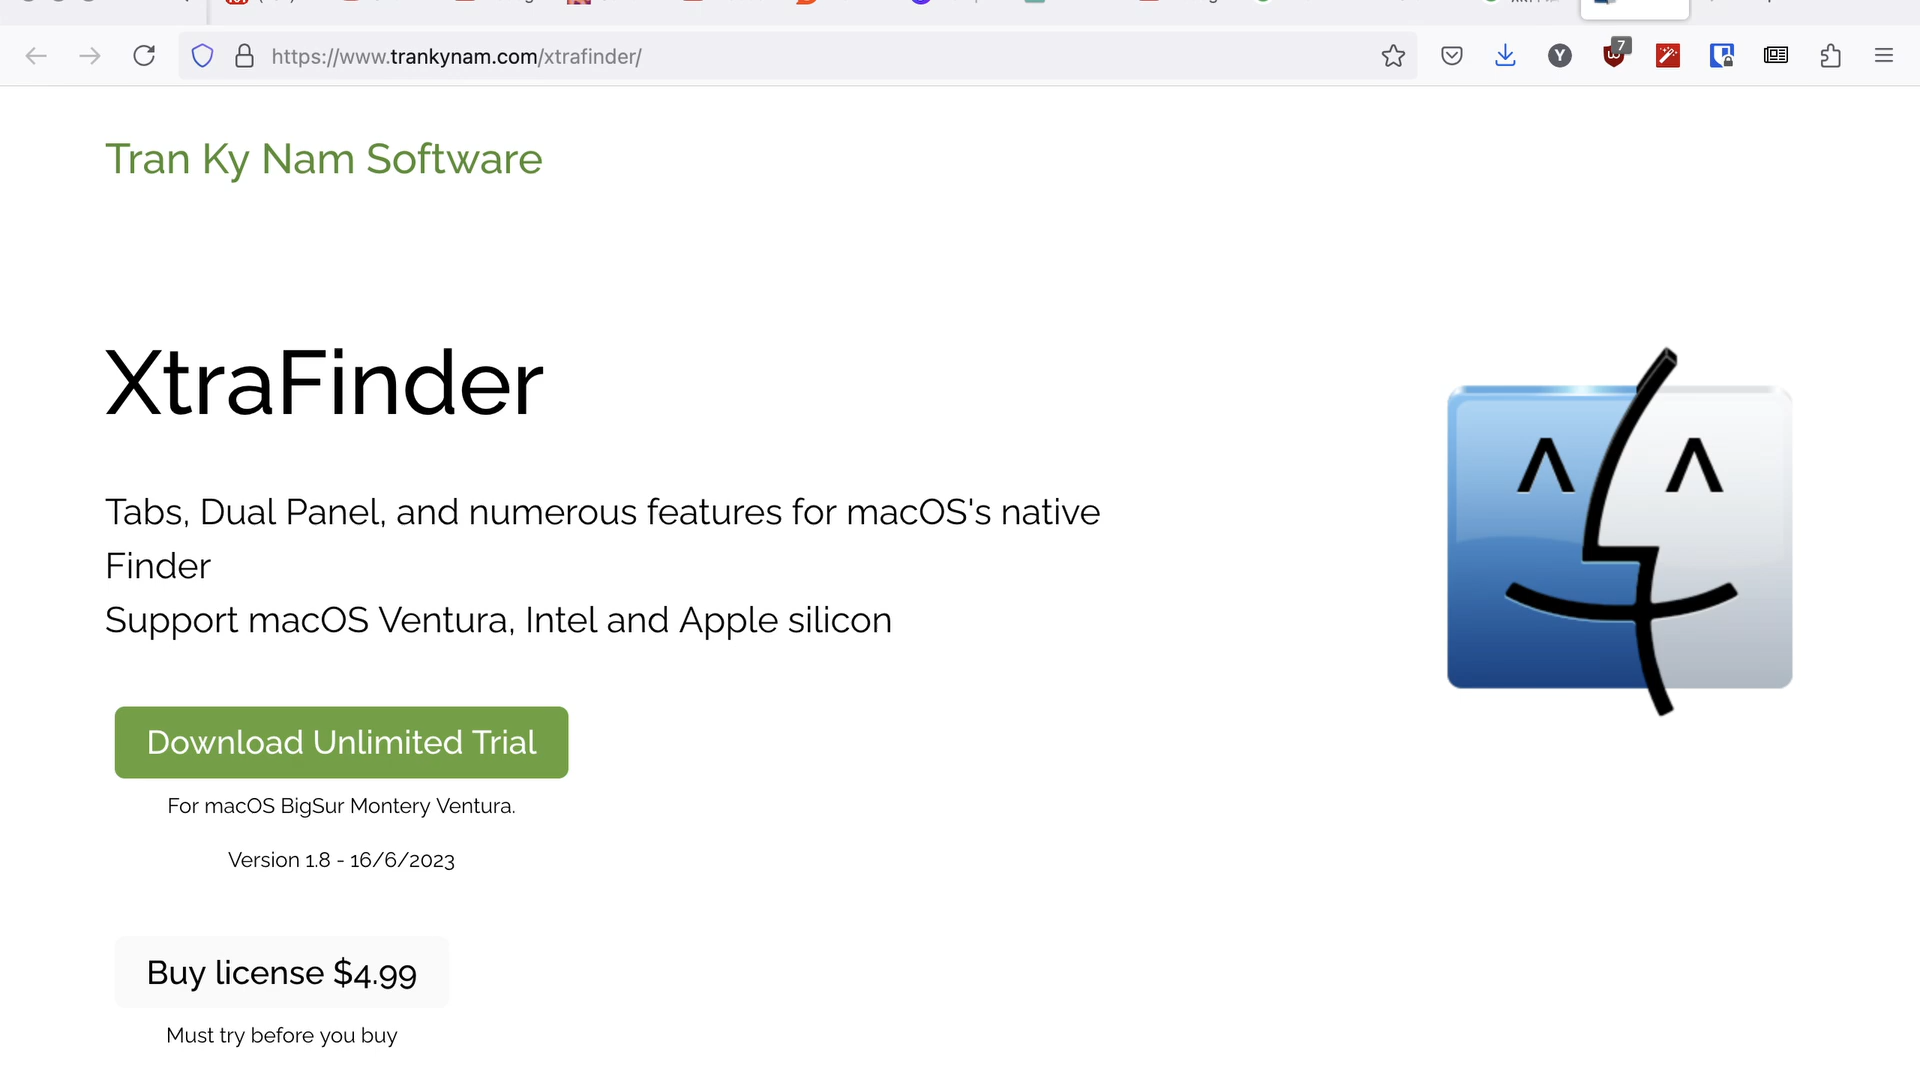 https://www.trankynam.com/xtrafinder/
Y
7
Tran Ky Nam Software
XtraFinder
Tabs, Dual Panel, and numerous features for macOS's native
Finder
Support macOS Ventura, Intel and Apple silicon
Download Unlimited Trial
For macOS BigSur Montery Ventura.
Version 1.8 - 16/6/2023
Buy license $4.99
Must try before you buy